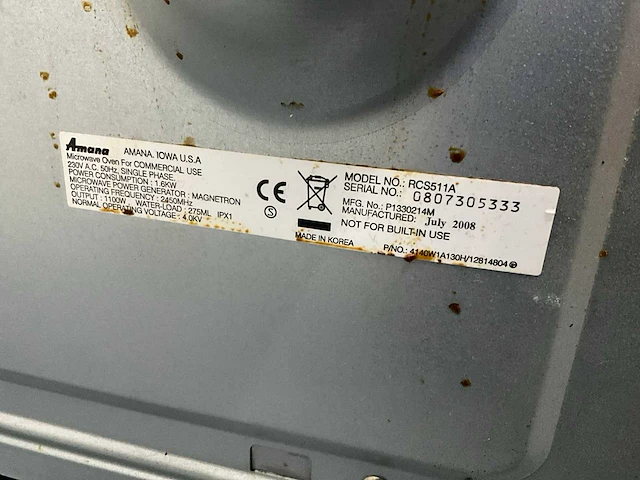 Amana AMANA, IOWA U.S.A
Microwave Oven For COMMERCIAL USE
230V A.C. 50Hz, SINGLE PHASE.
POWER CONSUMPTION : 1.6KW
MICROWAVE POWER GENERATOR : MAGNETRON
OPERATING FREQUENCY : 2450MHz
OUTPUT : 1100W, WATER-LOAD : 275ML IPX1
NORMAL OPERATING VOLTAGE : 4.0KV
CE
S
MADE IN KOREA
MODEL NO.: RCS511A
SERIAL NO.: 0807305333
MFG. No.: P1330214M
MANUFACTURED: July 2008
NOT FOR BUILT-IN USE
P/NO.: 4140W1A130H/12814804